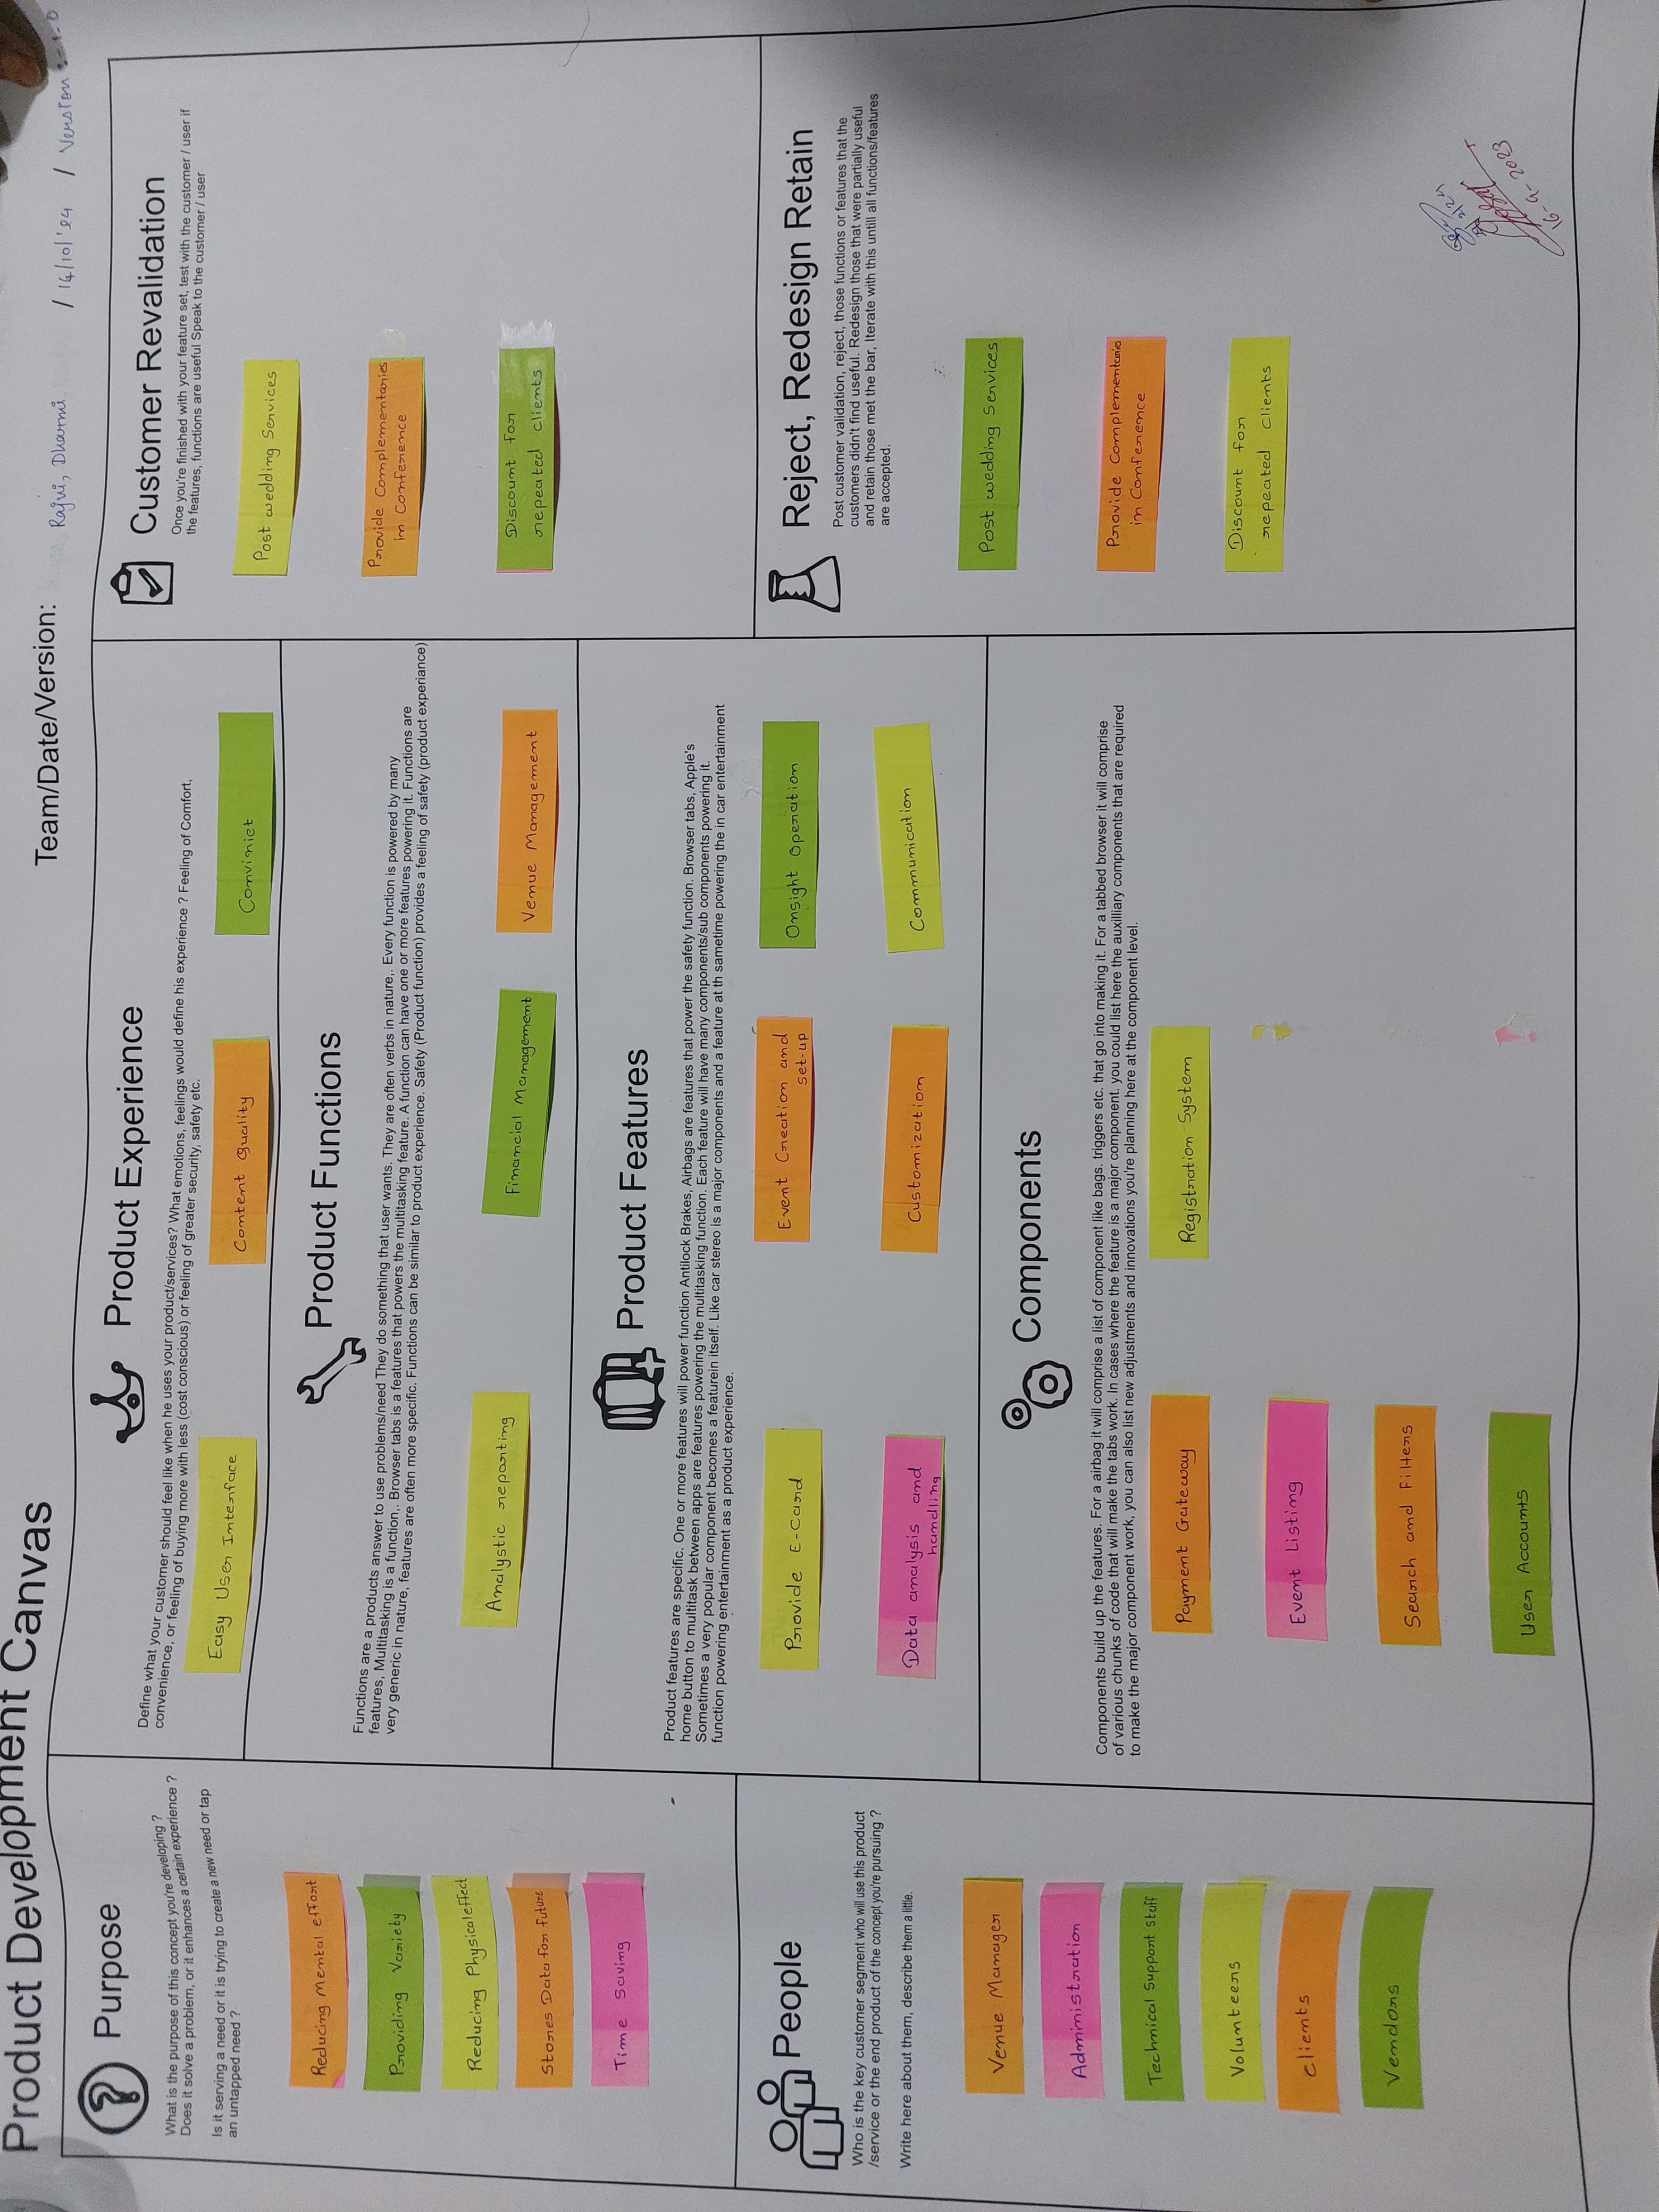 Product Development Canvas
Team/Date/Version: Rajvi, Dharmi / 14/10/'24 / Version:-1.0
Purpose
What is the purpose of this concept you're developing ?
Does it solve a problem, or it enhances a certain experience ?
Is it serving a need or it is trying to create a new need or tap
an untapped need ?
Reducing Mental effort
Providing Variety
Reducing Physical effect
Stores Data for future
Time saving
People
Who is the key customer segment who will use this product
/service or the end product of the concept you're pursuing ?
Write here about them, describe them a little.
Venue Manager
Administration
Technical Support stuff
Volunteers
Clients
Vendors
Product Experience
Define what your customer should feel like when he uses your product/services? What emotions, feelings would define his experience ? Feeling of Comfort,
convenience, or feeling of buying more with less (cost conscious) or feeling of greater security, safety etc.
Easy User Interface
Content Quality
Conviniet
Product Functions
Functions are a products answer to use problems/need They do something that user wants. They are often verbs in nature,. Every function is powered by many
features, Multitasking is a function,. Browser tabs is a features that powers the multitasking feature. A function can have one or more features powering it. Functions are
very generic in nature, features are often more specific. Functions can be similar to product experience. Safety (Product function) provides a feeling of safety (product experiance)
Analystic reporting
Financial Management
Venue Management
Product Features
Product features are specific. One or more features will power function Antilock Brakes, Airbags are features that power the safety function. Browser tabs, Apple's
home button to multitask between apps are features powering the multitasking function. Each feature will have many components/sub components powering it.
Sometimes a very popular component becomes a featurein itself. Like car stereo is a major components and a feature at th sametime powering the in car entertainment
function powering entertainment as a product experience.
Provide E-Card
Event Creation and
set-up
Onsight Operation
Data analysis and
handling
Customization
Communication
Components
Components build up the features. For a airbag it will comprise a list of component like bags. triggers etc. that go into making it. For a tabbed browser it will comprise
of various chunks of code that will make the tabs work. In cases where the feature is a major component. you could list here the auxilliary components that are required
to make the major component work, you can also list new adjustments and innovations you're planning here at the component level.
Payment Gateway
Registration System
Event Listing
Search and Filters
User Accounts
Customer Revalidation
Once you're finished with your feature set, test with the customer / user if
the features, functions are useful Speak to the customer / user
Post wedding Services
Provide Complementaries
in Conference
Discount for
repeated clients
Reject, Redesign Retain
Post customer validation, reject, those functions or features that the
customers didn't find useful. Redesign those that were partially useful
and retain those met the bar, Iterate with this untill all functions/features
are accepted.
Post wedding Services
Provide Complementaries
in Conference
Discount for
repeated clients